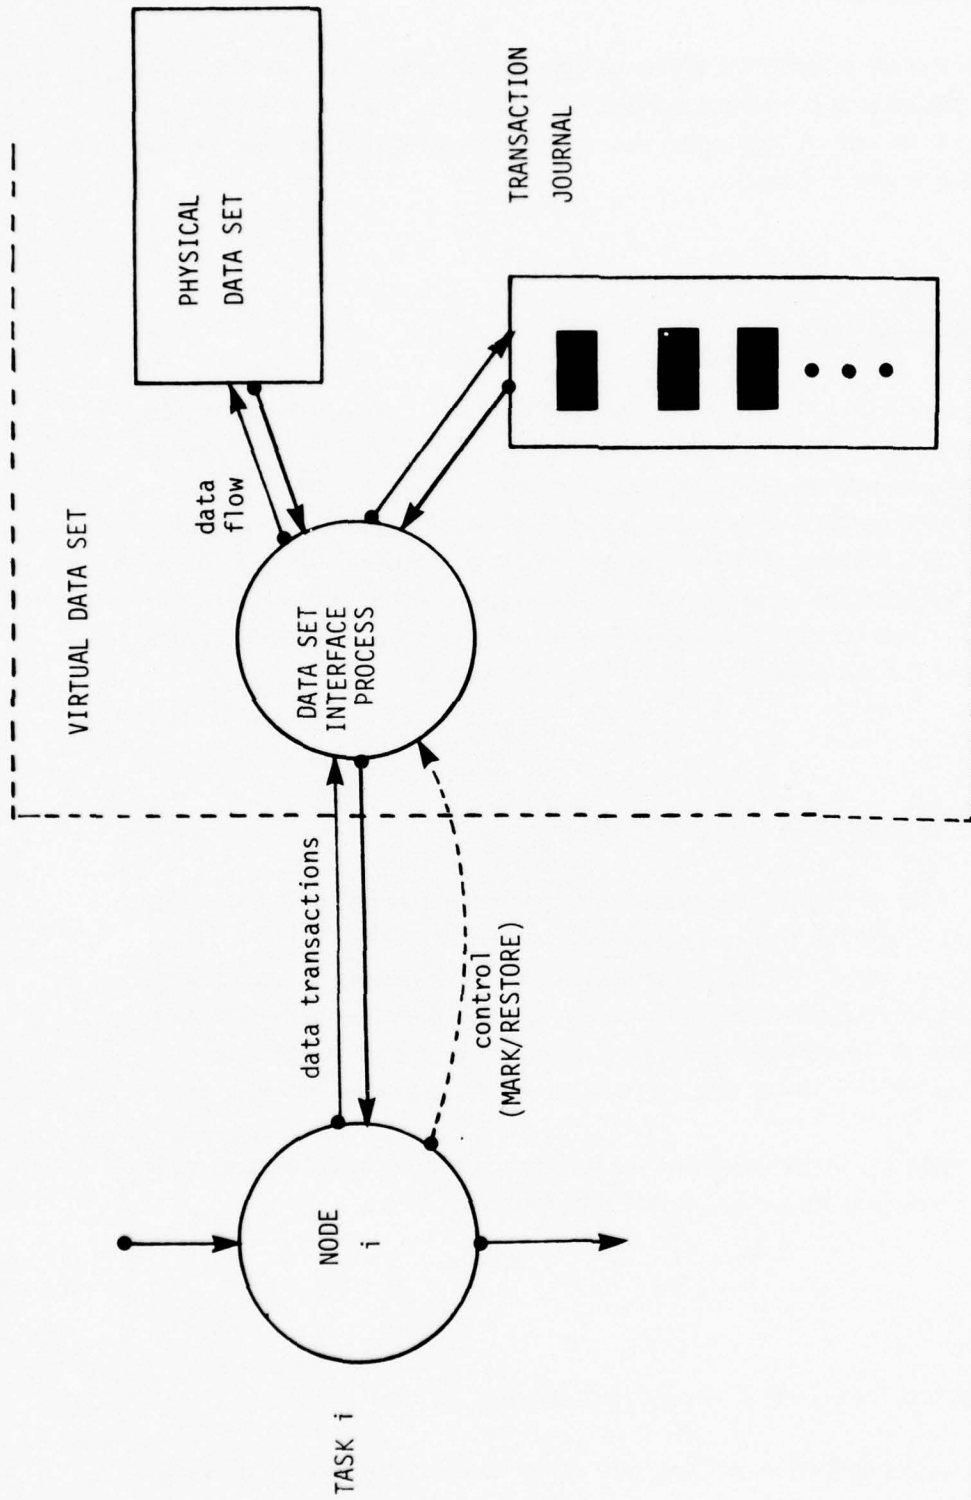 VIRTUAL DATA SET
PHYSICAL
DATA SET
data
flow
DATA SET
INTERFACE
PROCESS
TRANSACTION
JOURNAL
data transactions
control
(MARK/RESTORE)
NODE
i
TASK i